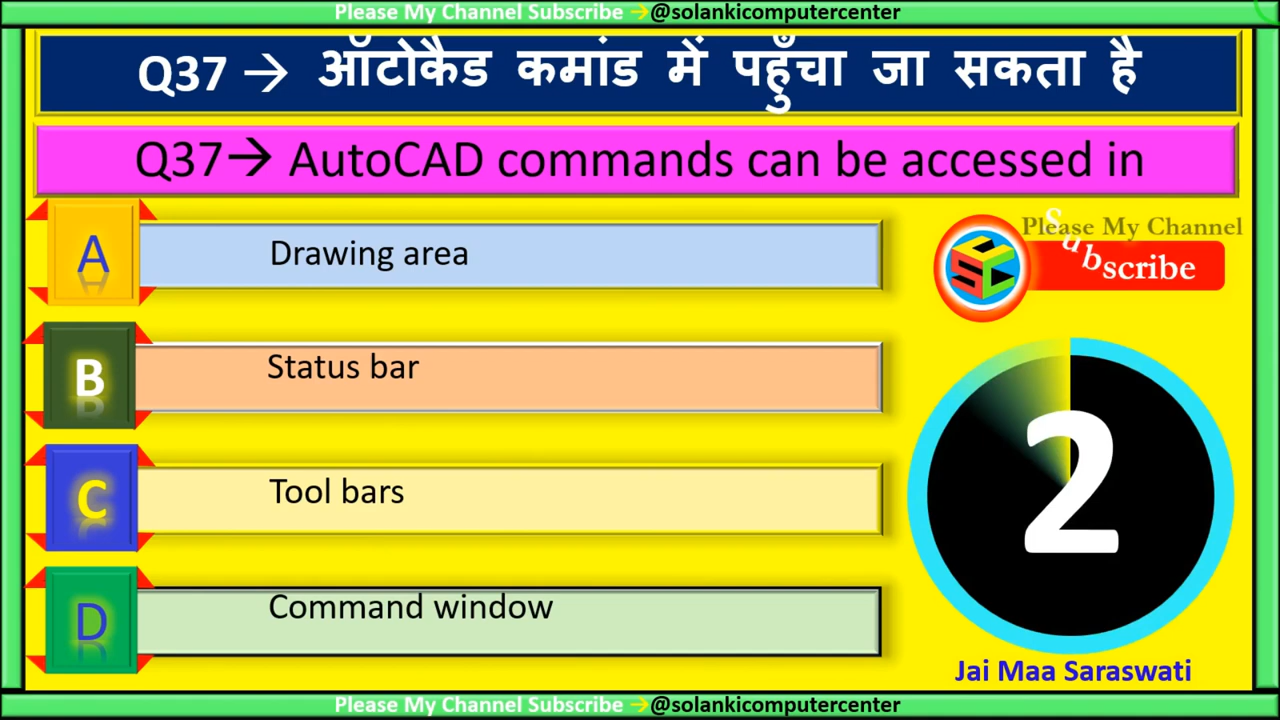 Please My Channel Subscribe →@solankicomputercenter
Q37 → ऑटोकैड कमांड में पहुँचा जा सकता है
Q37→ AutoCAD commands can be accessed in
A Drawing area
Please My Channel
Subscribe
SCC
B Status bar
C Tool bars
2
D Command window
Jai Maa Saraswati
Please My Channel Subscribe →@solankicomputercenter